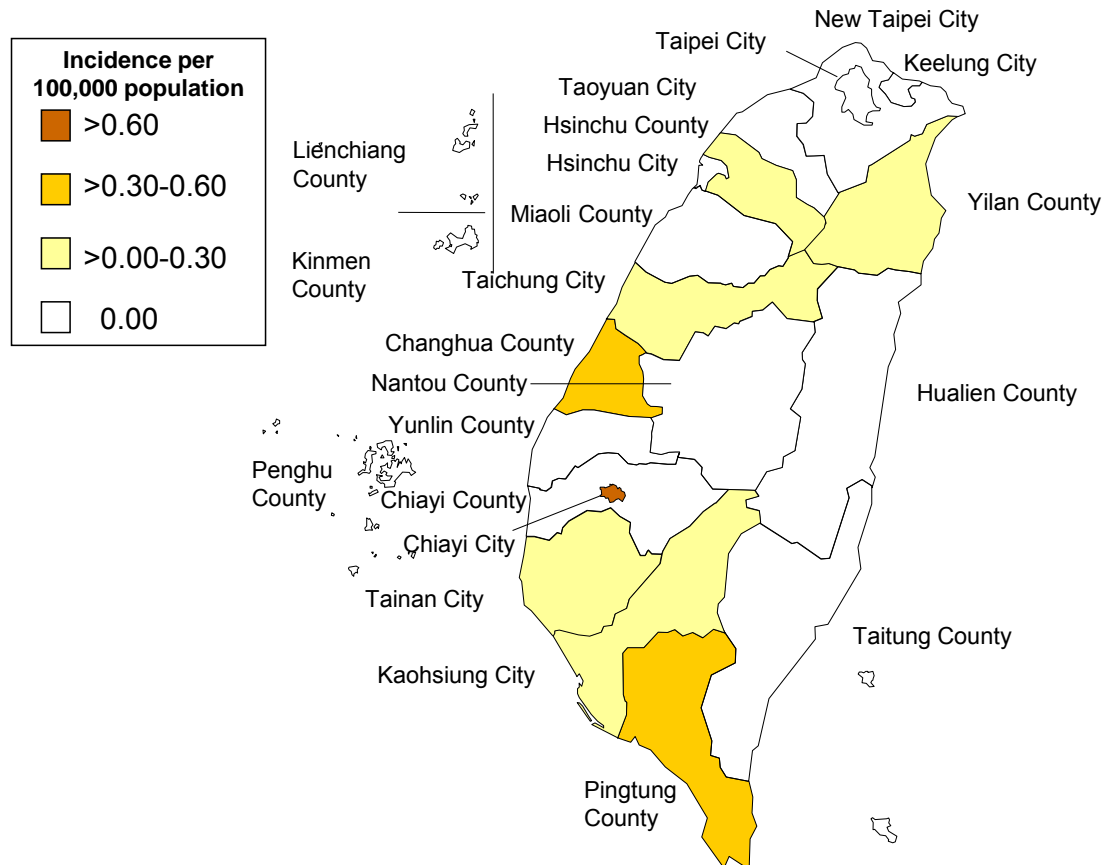 Incidence per
100,000 population
>0.60
>0.30-0.60
>0.00-0.30
0.00
New Taipei City
Taipei City
Keelung City
Taoyuan City
Hsinchu County
Lienchiang
County
Hsinchu City
Yilan County
Miaoli County
Kinmen
County
Taichung City
Changhua County
Nantou County
Hualien County
Yunlin County
Penghu
County
Chiayi County
Chiayi City
Tainan City
Taitung County
Kaohsiung City
Pingtung
County